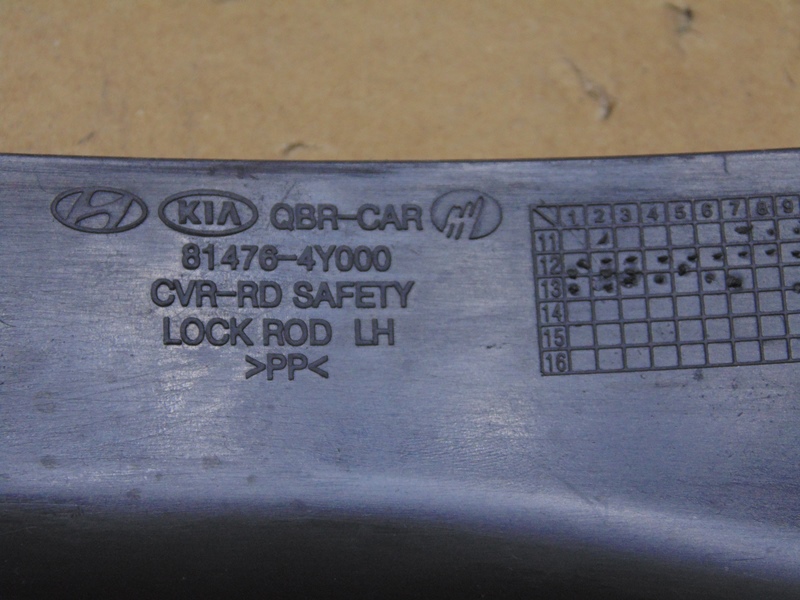 KIA QBR-CAR
81476-4Y000
CVR-RD SAFETY
LOCK ROD LH
>PP<
1 2 3 4 5 6 7 8 9
11
12
13
14
15
16